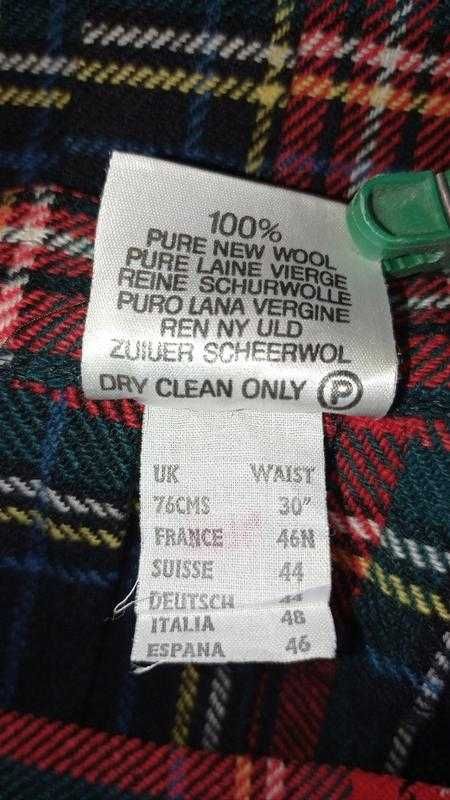 100%
PURE NEW WOOL
PURE LAINE VIERGE
REINE SCHURWOLLE
PURO LANA VERGINE
REN NY ULD
ZUIUER SCHEERWOL
DRY CLEAN ONLY Ⓟ
UK WAIST
76CMS 30"
FRANCE 46N
SUISSE 44
DEUTSCH 44
ITALIA 48
ESPANA 46